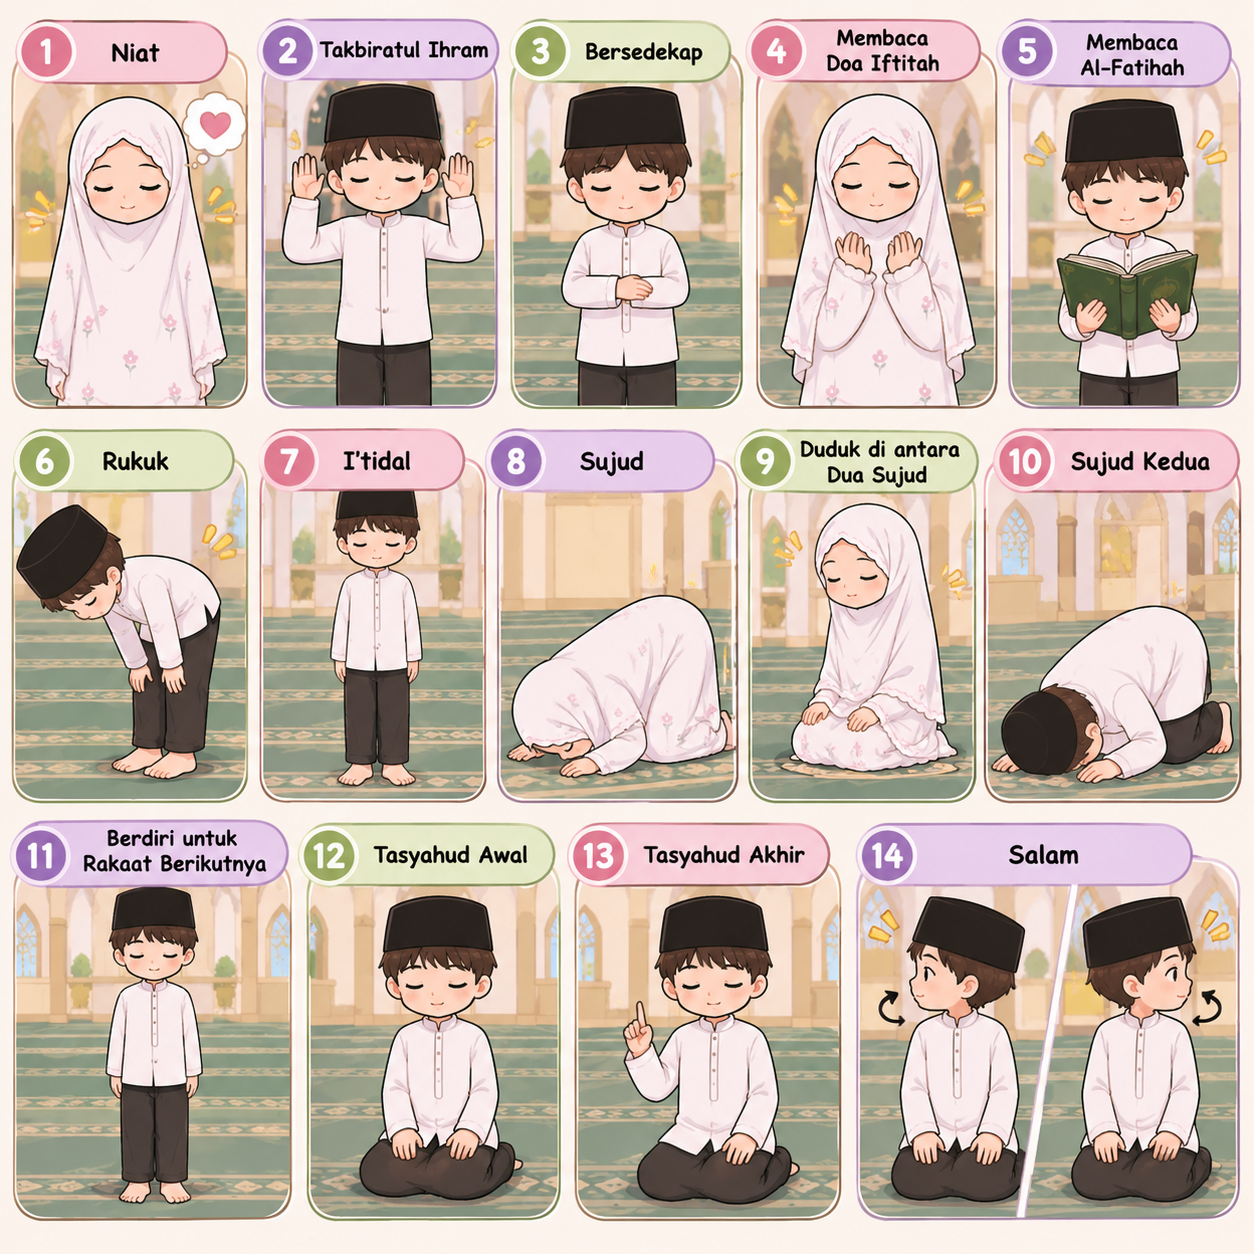 1 Niat
2 Takbiratul Ihram
3 Bersedekap
4 Membaca
Doa Iftitah
5 Membaca
Al-Fatihah
6 Rukuk
7 I'tidal
8 Sujud
9 Duduk di antara
Dua Sujud
10 Sujud Kedua
11 Berdiri untuk
Rakaat Berikutnya
12 Tasyahud Awal
13 Tasyahud Akhir
14 Salam